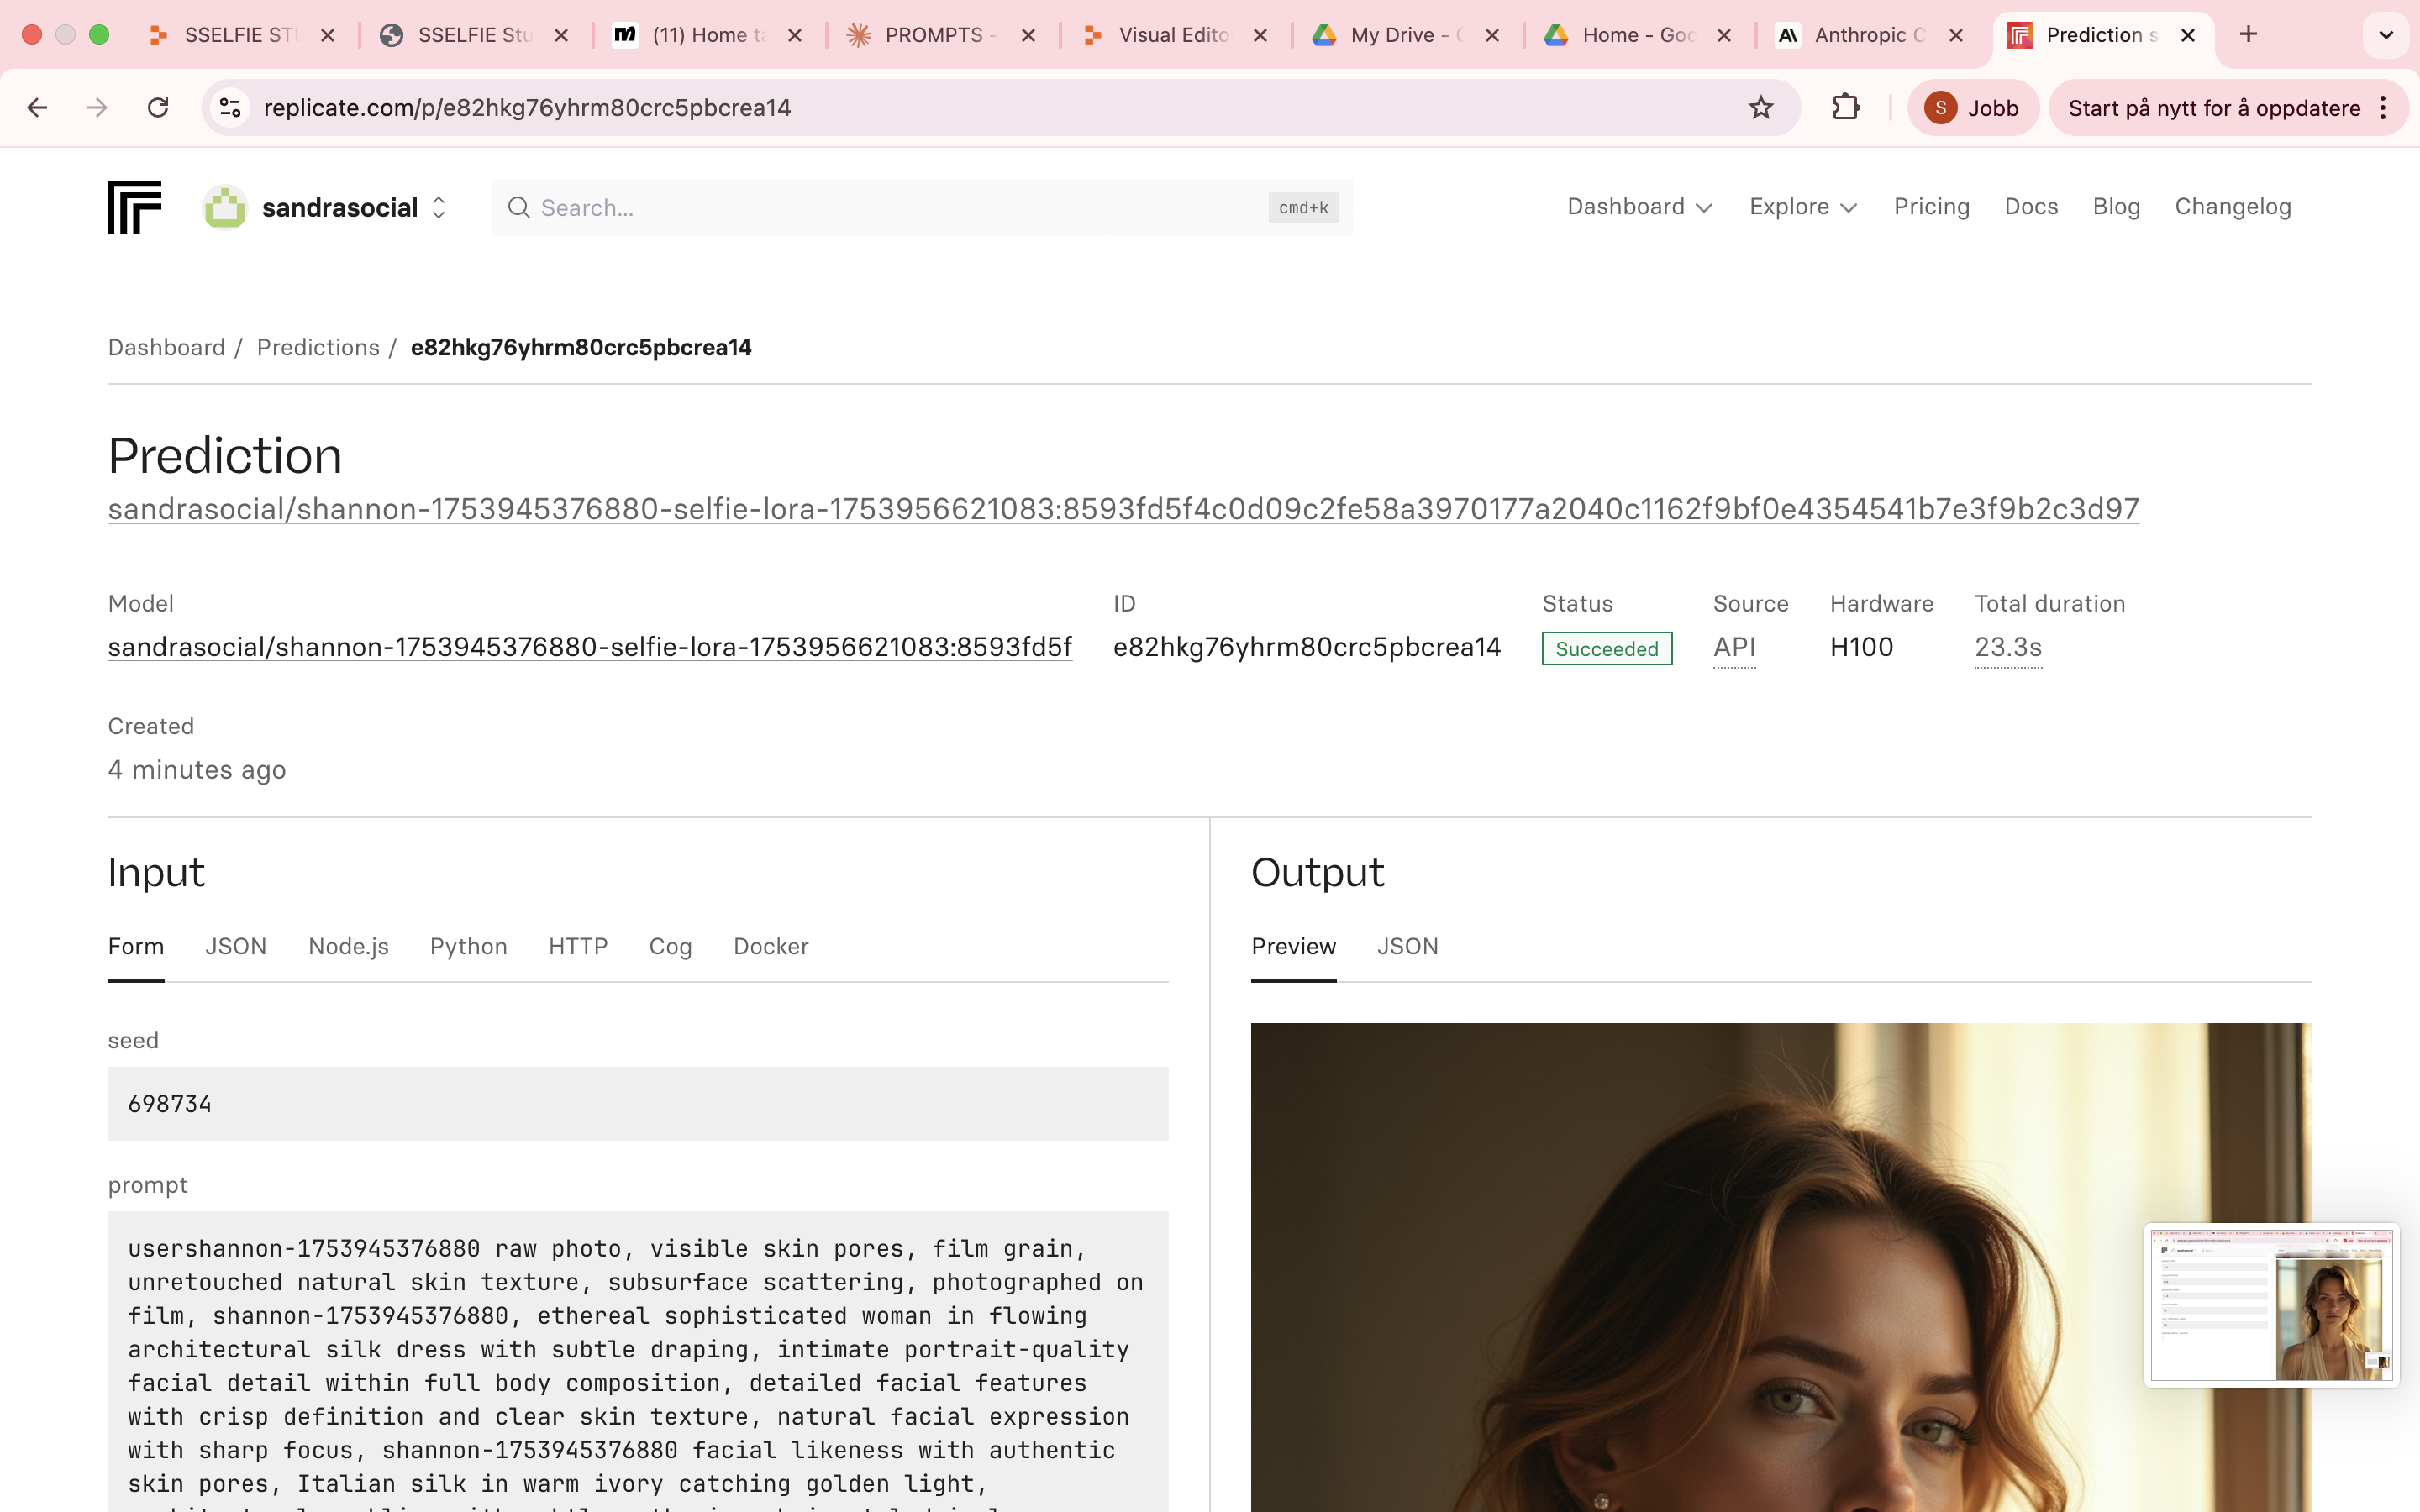 SSELFIE ST
SSELFIE Stu
(11) Home ta
PROMPTS -
Visual Edito
My Drive -
Home - Goo
Anthropic C
Prediction s
replicate.com/p/e82hkg76yhrm80crc5pbcrea14
S Jobb
Start på nytt for å oppdatere
sandrasocial
Search...
cmd+k
Dashboard
Explore
Pricing
Docs
Blog
Changelog
Dashboard / Predictions / e82hkg76yhrm80crc5pbcrea14
Prediction
sandrasocial/shannon-1753945376880-selfie-lora-1753956621083:8593fd5f4c0d09c2fe58a3970177a2040c1162f9bf0e4354541b7e3f9b2c3d97
Model
sandrasocial/shannon-1753945376880-selfie-lora-1753956621083:8593fd5f
ID
e82hkg76yhrm80crc5pbcrea14
Status
Succeeded
Source
API
Hardware
H100
Total duration
23.3s
Created
4 minutes ago
Input
Form JSON Node.js Python HTTP Cog Docker
seed
698734
prompt
usershannon-1753945376880 raw photo, visible skin pores, film grain,
unretouched natural skin texture, subsurface scattering, photographed on
film, shannon-1753945376880, ethereal sophisticated woman in flowing
architectural silk dress with subtle draping, intimate portrait-quality
facial detail within full body composition, detailed facial features
with crisp definition and clear skin texture, natural facial expression
with sharp focus, shannon-1753945376880 facial likeness with authentic
skin pores, Italian silk in warm ivory catching golden light,
Output
Preview JSON